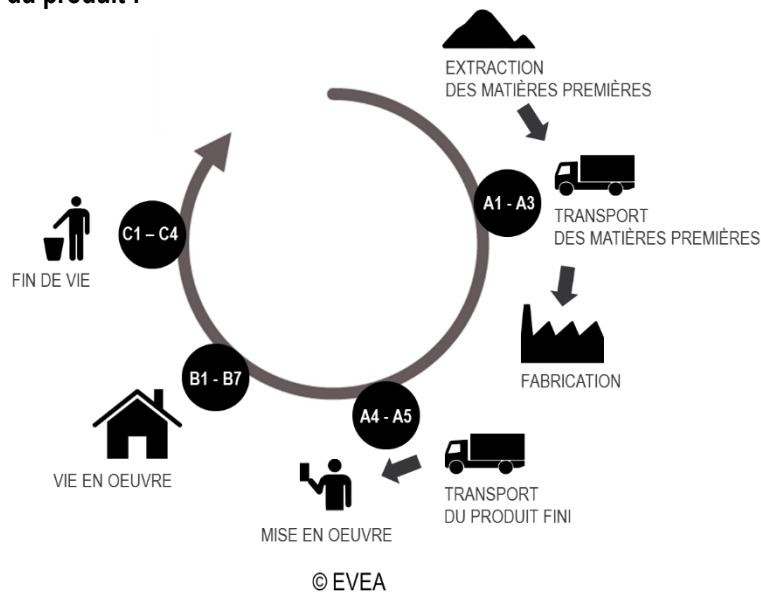 du produit :
EXTRACTION
DES MATIÈRES PREMIÈRES
A1 - A3
TRANSPORT
DES MATIÈRES PREMIÈRES
FABRICATION
A4 - A5
TRANSPORT
DU PRODUIT FINI
MISE EN OEUVRE
B1 - B7
VIE EN OEUVRE
C1 – C4
FIN DE VIE
© EVEA